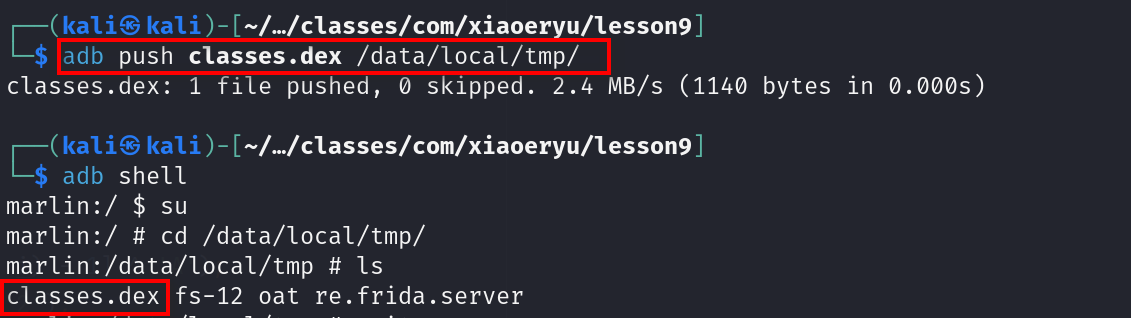 ┌──(kali㉿kali)-[~/…/classes/com/xiaoeryu/lesson9]
└─$ adb push classes.dex /data/local/tmp/
classes.dex: 1 file pushed, 0 skipped. 2.4 MB/s (1140 bytes in 0.000s)
┌──(kali㉿kali)-[~/…/classes/com/xiaoeryu/lesson9]
└─$ adb shell
marlin:/ $ su
marlin:/ # cd /data/local/tmp/
marlin:/data/local/tmp # ls
classes.dex fs-12 oat re.frida.server